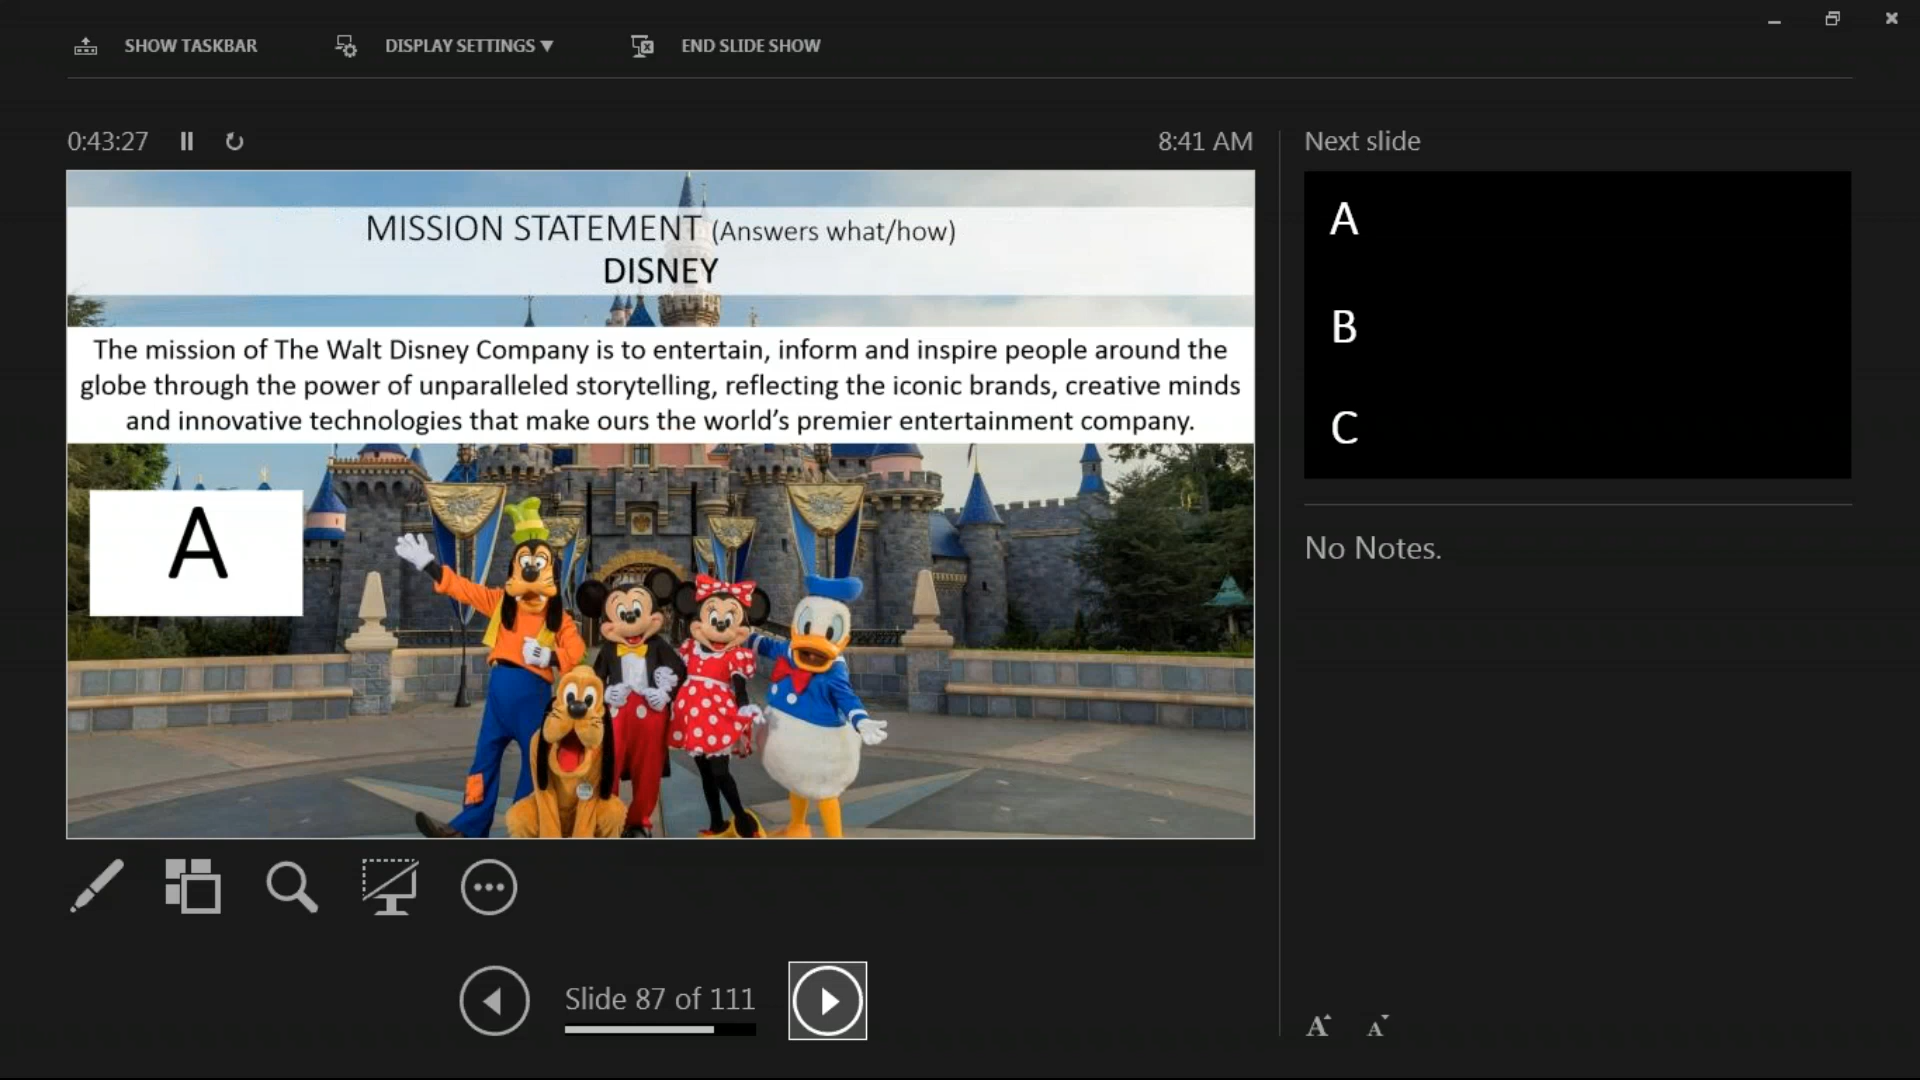 SHOW TASKBAR
DISPLAY SETTINGS ▼
END SLIDE SHOW
0:43:27
8:41 AM
MISSION STATEMENT (Answers what/how)
DISNEY
The mission of The Walt Disney Company is to entertain, inform and inspire people around the
globe through the power of unparalleled storytelling, reflecting the iconic brands, creative minds
and innovative technologies that make ours the world’s premier entertainment company.
A
Slide 87 of 111
Next slide
A
B
C
No Notes.
A
A